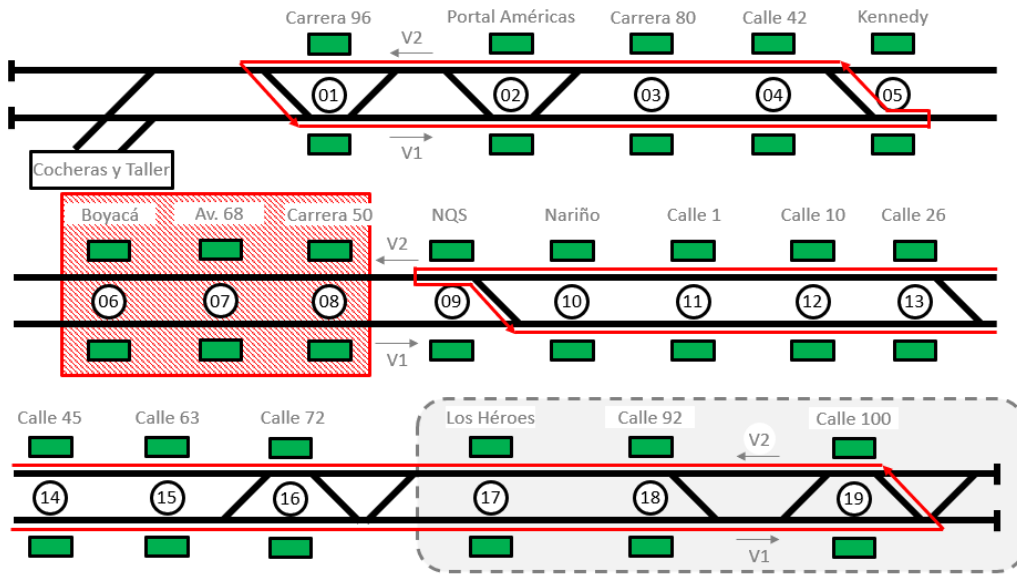 Carrera 96 Portal Américas Carrera 80 Calle 42 Kennedy
V2
01 02 03 04 05
V1
Cocheras y Taller
Boyacá Av. 68 Carrera 50 NQS Nariño Calle 1 Calle 10 Calle 26
V2
06 07 08 09 10 11 12 13
V1
Calle 45 Calle 63 Calle 72 Los Héroes Calle 92 Calle 100
V2
14 15 16 17 18 19
V1